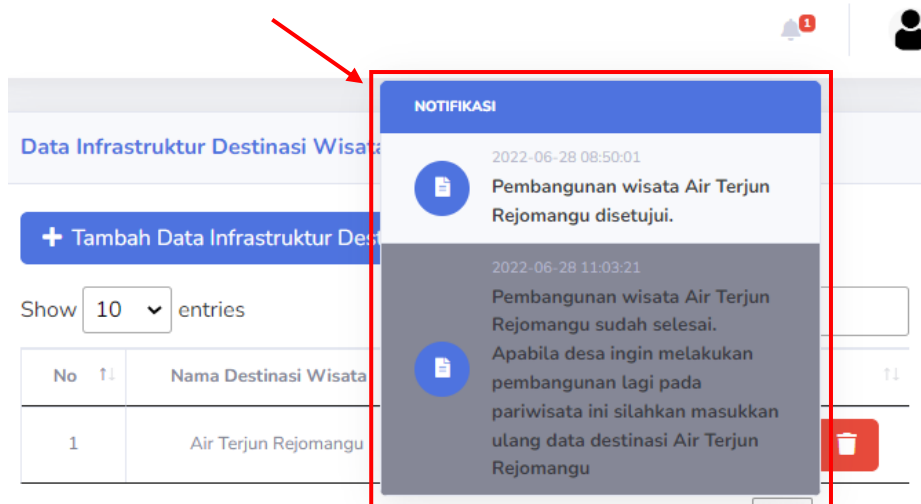 1
NOTIFIKASI
Data Infrastruktur Destinasi Wisata
2022-06-28 08:50:01
Pembangunan wisata Air Terjun
Rejomangu disetujui.
+ Tambah Data Infrastruktur
2022-06-28 11:03:21
Pembangunan wisata Air Terjun
Rejomangu sudah selesai.
Apabila desa ingin melakukan
pembangunan lagi pada
pariwisata ini silahkan masukkan
ulang data destinasi Air Terjun
Rejomangu
Show 10 entries
No Nama Destinasi Wisata
1 Air Terjun Rejomangu